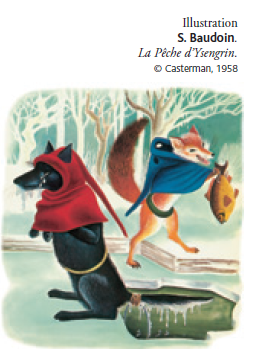 Illustration
S. Baudoin.
La Pêche d’Ysengrin.
© Casterman, 1958